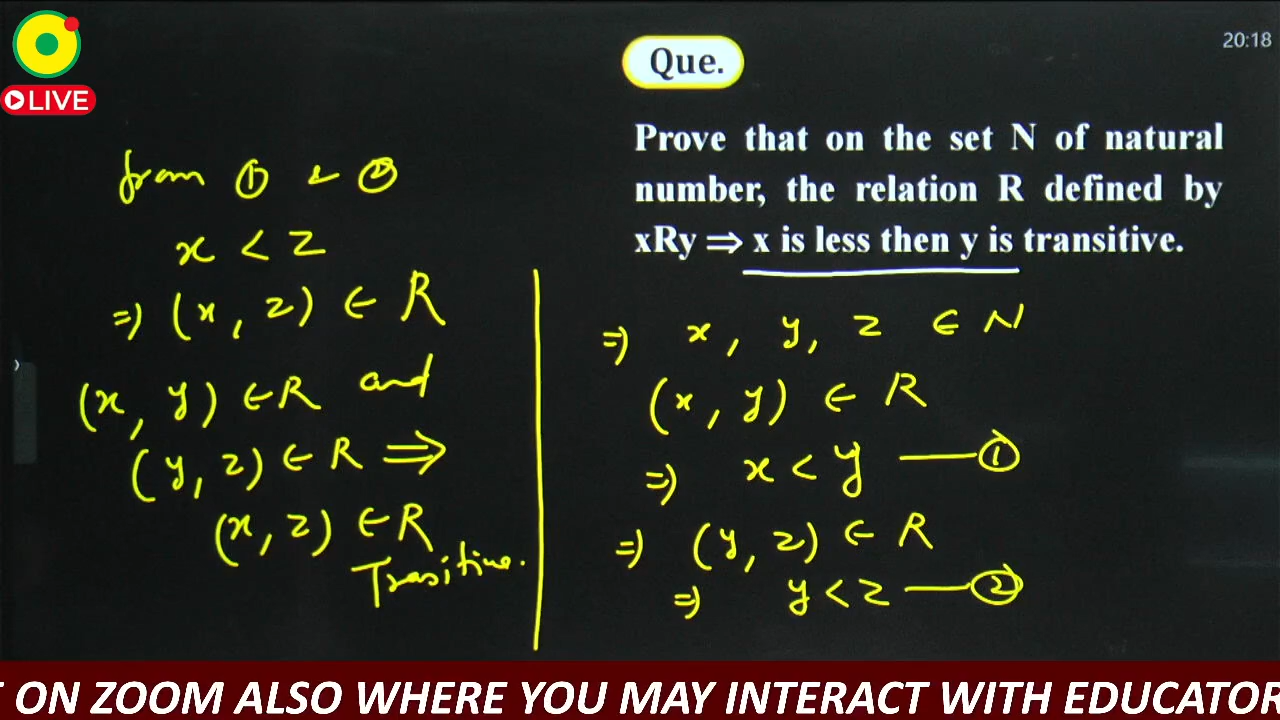 LIVE
20:18
Que.
Prove that on the set N of natural
number, the relation R defined by
xRy ⇒ x is less then y is transitive.
⇒ x, y, z ∈ N
(x, y) ∈ R
⇒ x < y — ①
⇒ (y, z) ∈ R
⇒ y < z — ②
from ① & ②
x < z
⇒ (x, z) ∈ R
(x, y) ∈ R and
(y, z) ∈ R ⇒
(x, z) ∈ R
Trasitive.
T ON ZOOM ALSO WHERE YOU MAY INTERACT WITH EDUCATOR